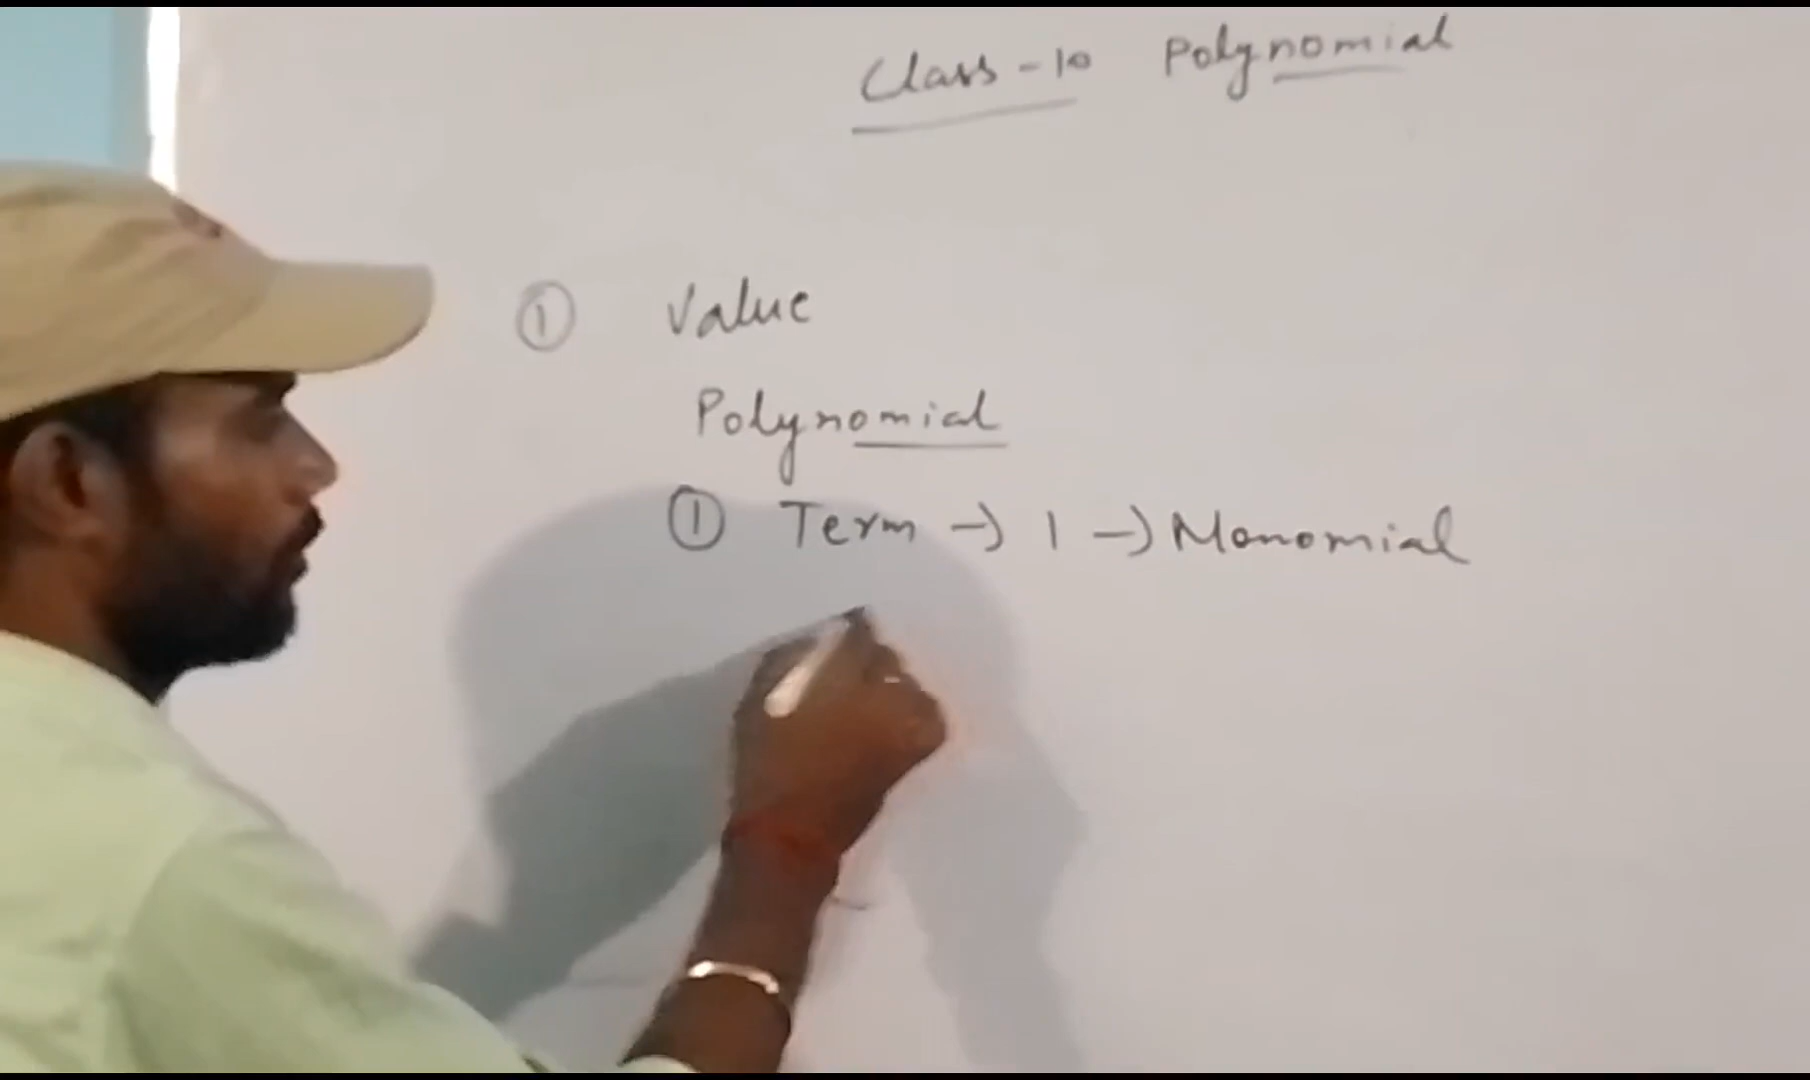 Class-10 Polynomial
① Value
Polynomial
① Term → 1 → Monomial